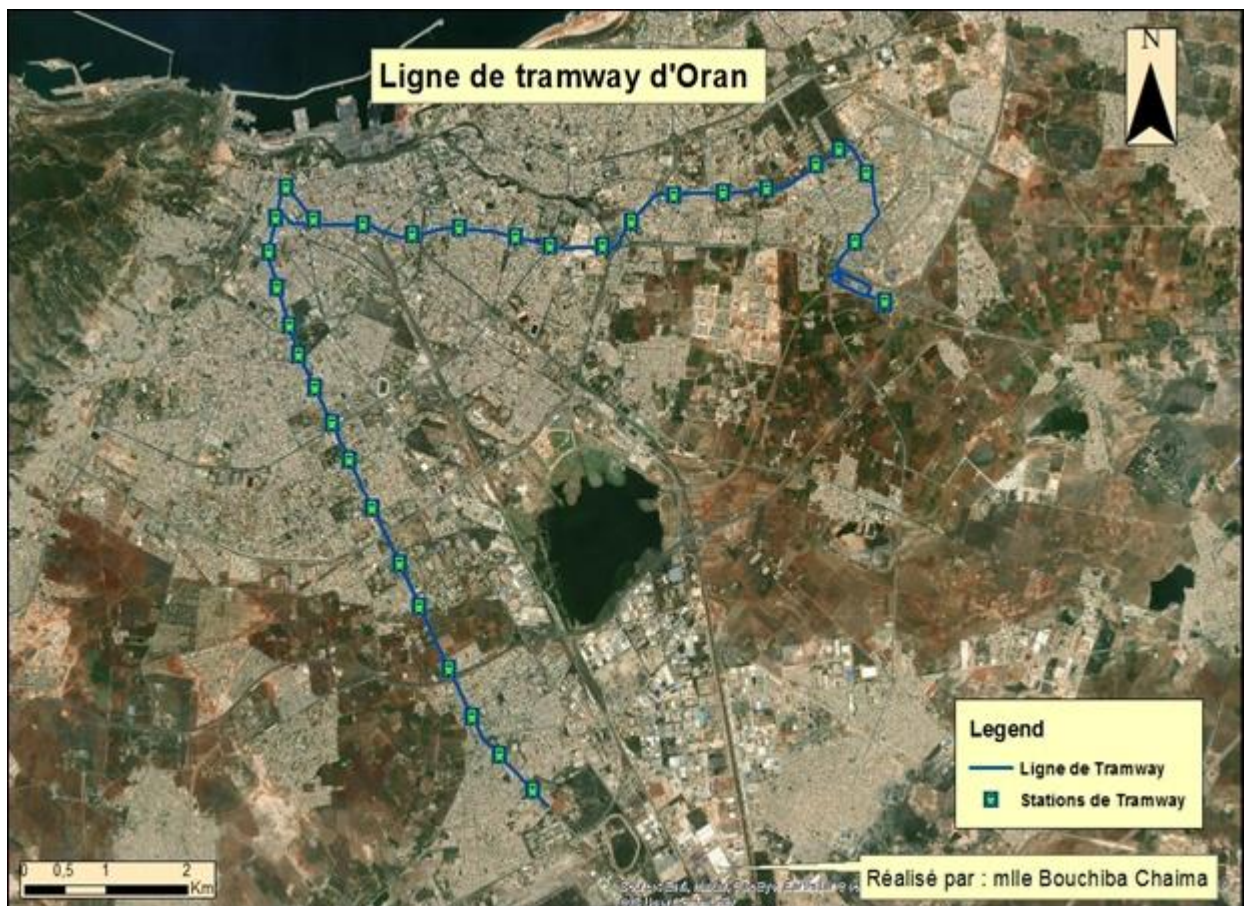 Ligne de tramway d'Oran
N
Legend
Ligne de Tramway
Stations de Tramway
0 0,5 1 2
Km
Réalisé par : mlle Bouchiba Chaima